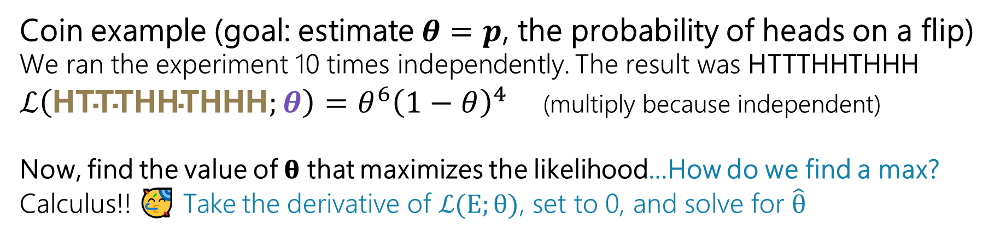 Coin example (goal: estimate 𝜽 = 𝒑, the probability of heads on a flip)
We ran the experiment 10 times independently. The result was HTTTHHTHHH
ℒ(HTTTHHTHHH; 𝜽) = 𝜃⁶(1 − 𝜃)⁴ (multiply because independent)
Now, find the value of 𝛉 that maximizes the likelihood...How do we find a max?
Calculus!! 🥳 Take the derivative of ℒ(E; θ), set to 0, and solve for θ̂